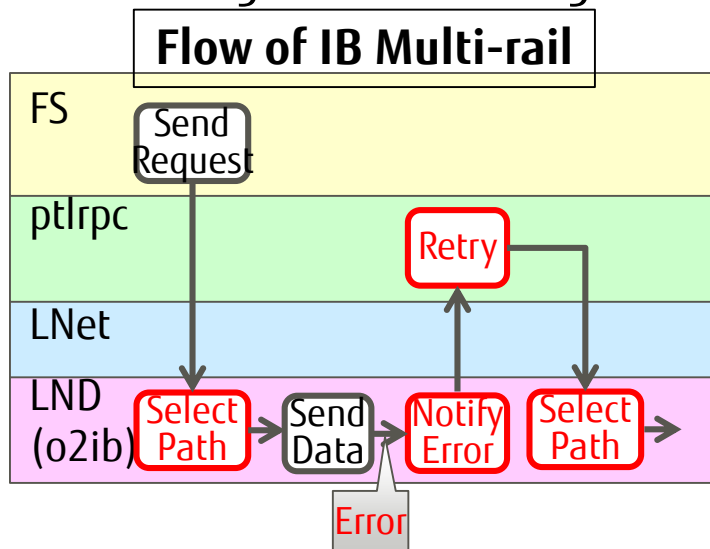 Flow of IB Multi-rail
FS
Send
Request
ptlrpc
Retry
LNet
LND
(o2ib)
Select
Path
Send
Data
Notify
Error
Select
Path
Error